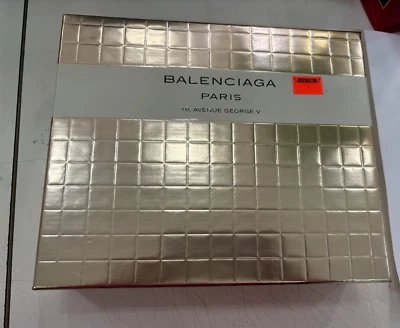 BALENCIAGA
PARIS
10, AVENUE GEORGE V